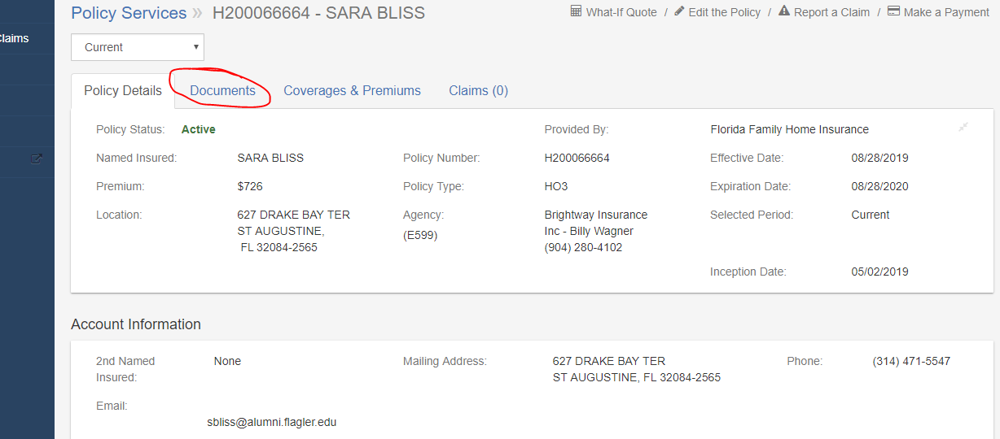 Policy Services » H200066664 - SARA BLISS
What-If Quote / Edit the Policy / Report a Claim / Make a Payment
Claims
Current
Policy Details Documents Coverages & Premiums Claims (0)
Policy Status: Active Provided By: Florida Family Home Insurance
Named Insured: SARA BLISS Policy Number: H200066664 Effective Date: 08/28/2019
Premium: $726 Policy Type: HO3 Expiration Date: 08/28/2020
Location: 627 DRAKE BAY TER Agency: Brightway Insurance Selected Period: Current
ST AUGUSTINE, (E599) Inc - Billy Wagner
FL 32084-2565 (904) 280-4102
Inception Date: 05/02/2019
Account Information
2nd Named None Mailing Address: 627 DRAKE BAY TER Phone: (314) 471-5547
Insured: ST AUGUSTINE, FL 32084-2565
Email:
sbliss@alumni.flagler.edu